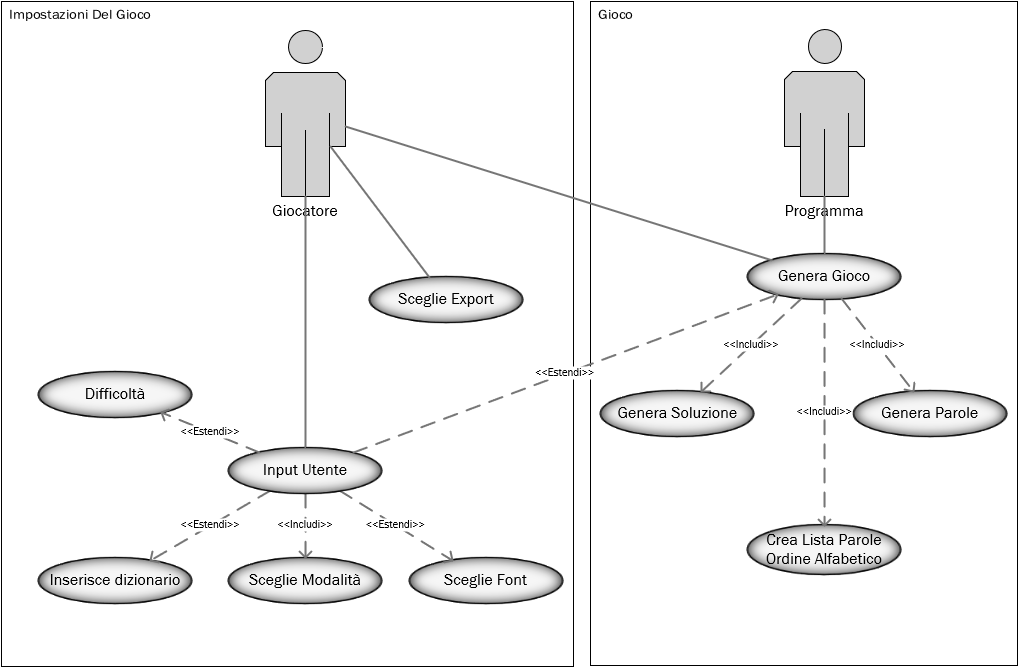 Impostazioni Del Gioco
Gioco
Giocatore
Programma
Genera Gioco
Sceglie Export
<<Includi>>
<<Includi>>
<<Estendi>>
Difficoltà
Genera Soluzione
<<Includi>>
Genera Parole
<<Estendi>>
Input Utente
<<Estendi>>
<<Includi>>
<<Estendi>>
Crea Lista Parole
Ordine Alfabetico
Inserisce dizionario
Sceglie Modalità
Sceglie Font